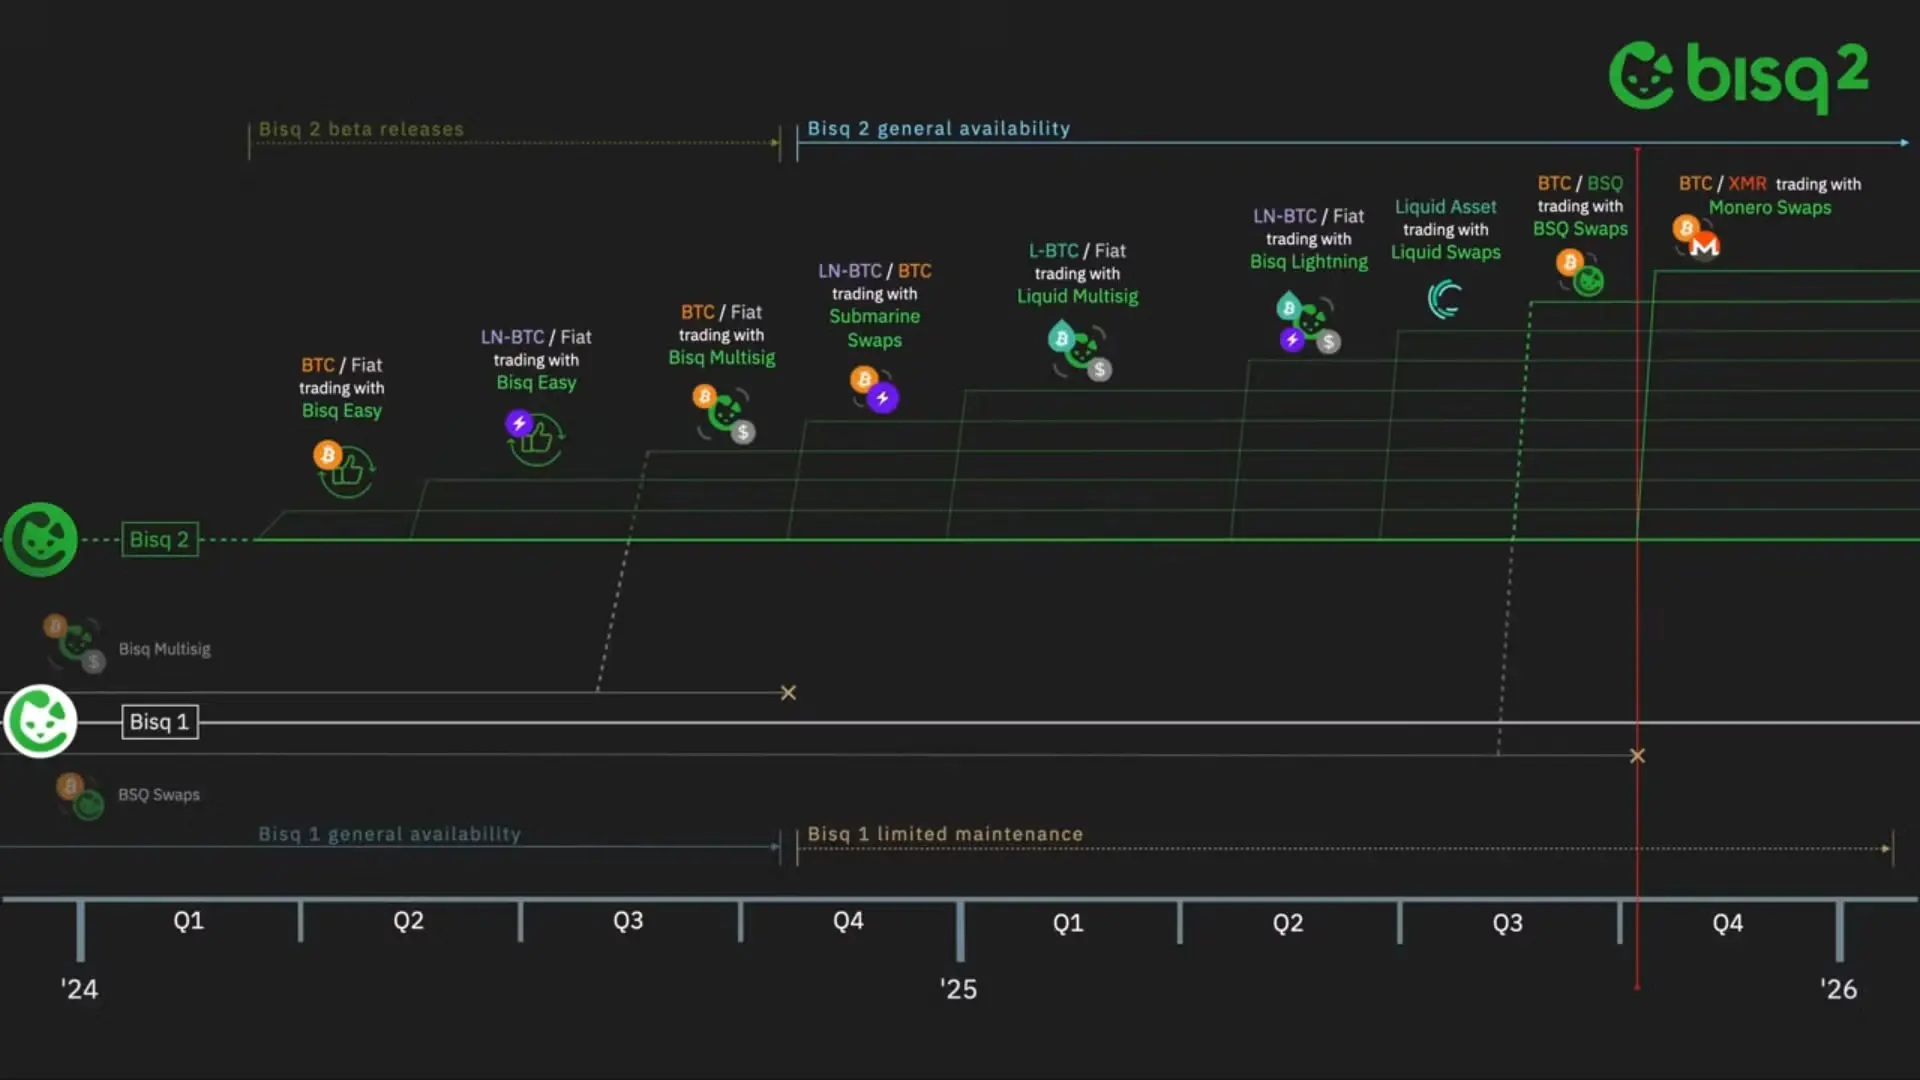 bisq2
Bisq 2 beta releases
Bisq 2 general availability
BTC / Fiat
trading with
Bisq Easy
LN-BTC / Fiat
trading with
Bisq Easy
BTC / Fiat
trading with
Bisq Multisig
LN-BTC / BTC
trading with
Submarine
Swaps
L-BTC / Fiat
trading with
Liquid Multisig
LN-BTC / Fiat
trading with
Bisq Lightning
Liquid Asset
trading with
Liquid Swaps
BTC / BSQ
trading with
BSQ Swaps
BTC / XMR trading with
Monero Swaps
Bisq 2
Bisq Multisig
Bisq 1
BSQ Swaps
Bisq 1 general availability
Bisq 1 limited maintenance
Q1 Q2 Q3 Q4 Q1 Q2 Q3 Q4
'24 '25 '26